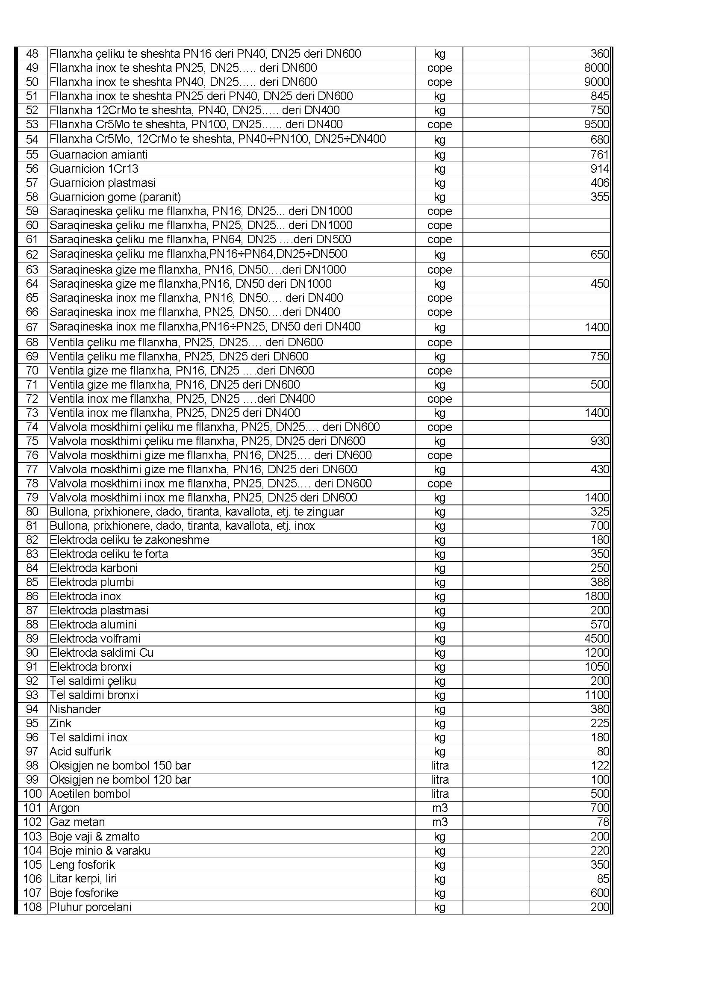 48 Fllanxha çeliku te sheshta PN16 deri PN40, DN25 deri DN600 kg 360
49 Fllanxha inox te sheshta PN25, DN25..... deri DN600 cope 8000
50 Fllanxha inox te sheshta PN40, DN25..... deri DN600 cope 9000
51 Fllanxha inox te sheshta PN25 deri PN40, DN25 deri DN600 kg 845
52 Fllanxha 12CrMo te sheshta, PN40, DN25..... deri DN400 kg 750
53 Fllanxha Cr5Mo te sheshta, PN100, DN25...... deri DN400 cope 9500
54 Fllanxha Cr5Mo, 12CrMo te sheshta, PN40÷PN100, DN25÷DN400 kg 680
55 Guarnacion amianti kg 761
56 Guarnicion 1Cr13 kg 914
57 Guarnicion plastmasi kg 406
58 Guarnicion gome (paranit) kg 355
59 Saraqineska çeliku me fllanxha, PN16, DN25... deri DN1000 cope
60 Saraqineska çeliku me fllanxha, PN25, DN25... deri DN1000 cope
61 Saraqineska çeliku me fllanxha, PN64, DN25 ....deri DN500 cope
62 Saraqineska çeliku me fllanxha,PN16÷PN64,DN25÷DN500 kg 650
63 Saraqineska gize me fllanxha, PN16, DN50....deri DN1000 cope
64 Saraqineska gize me fllanxha,PN16, DN50 deri DN1000 kg 450
65 Saraqineska inox me fllanxha, PN16, DN50.... deri DN400 cope
66 Saraqineska inox me fllanxha, PN25, DN50....deri DN400 cope
67 Saraqineska inox me fllanxha,PN16÷PN25, DN50 deri DN400 kg 1400
68 Ventila çeliku me fllanxha, PN25, DN25.... deri DN600 cope
69 Ventila çeliku me fllanxha, PN25, DN25 deri DN600 kg 750
70 Ventila gize me fllanxha, PN16, DN25 ....deri DN600 cope
71 Ventila gize me fllanxha, PN16, DN25 deri DN600 kg 500
72 Ventila inox me fllanxha, PN25, DN25 ....deri DN400 cope
73 Ventila inox me fllanxha, PN25, DN25 deri DN400 kg 1400
74 Valvola moskthimi çeliku me fllanxha, PN25, DN25.... deri DN600 cope
75 Valvola moskthimi çeliku me fllanxha, PN25, DN25 deri DN600 kg 930
76 Valvola moskthimi gize me fllanxha, PN16, DN25.... deri DN600 cope
77 Valvola moskthimi gize me fllanxha, PN16, DN25 deri DN600 kg 430
78 Valvola moskthimi inox me fllanxha, PN25, DN25.... deri DN600 cope
79 Valvola moskthimi inox me fllanxha, PN25, DN25 deri DN600 kg 1400
80 Bullona, prixhionere, dado, tiranta, kavallota, etj. te zinguar kg 325
81 Bullona, prixhionere, dado, tiranta, kavallota, etj. inox kg 700
82 Elektroda celiku te zakoneshme kg 180
83 Elektroda celiku te forta kg 350
84 Elektroda karboni kg 250
85 Elektroda plumbi kg 388
86 Elektroda inox kg 1800
87 Elektroda plastmasi kg 200
88 Elektroda alumini kg 570
89 Elektroda volframi kg 4500
90 Elektroda saldimi Cu kg 1200
91 Elektroda bronxi kg 1050
92 Tel saldimi çeliku kg 200
93 Tel saldimi bronxi kg 1100
94 Nishander kg 380
95 Zink kg 225
96 Tel saldimi inox kg 180
97 Acid sulfurik kg 80
98 Oksigjen ne bombol 150 bar litra 122
99 Oksigjen ne bombol 120 bar litra 100
100 Acetilen bombol litra 500
101 Argon m3 700
102 Gaz metan m3 78
103 Boje vaji & zmalto kg 200
104 Boje minio & varaku kg 220
105 Leng fosforik kg 350
106 Litar kerpi, liri kg 85
107 Boje fosforike kg 600
108 Pluhur porcelani kg 200